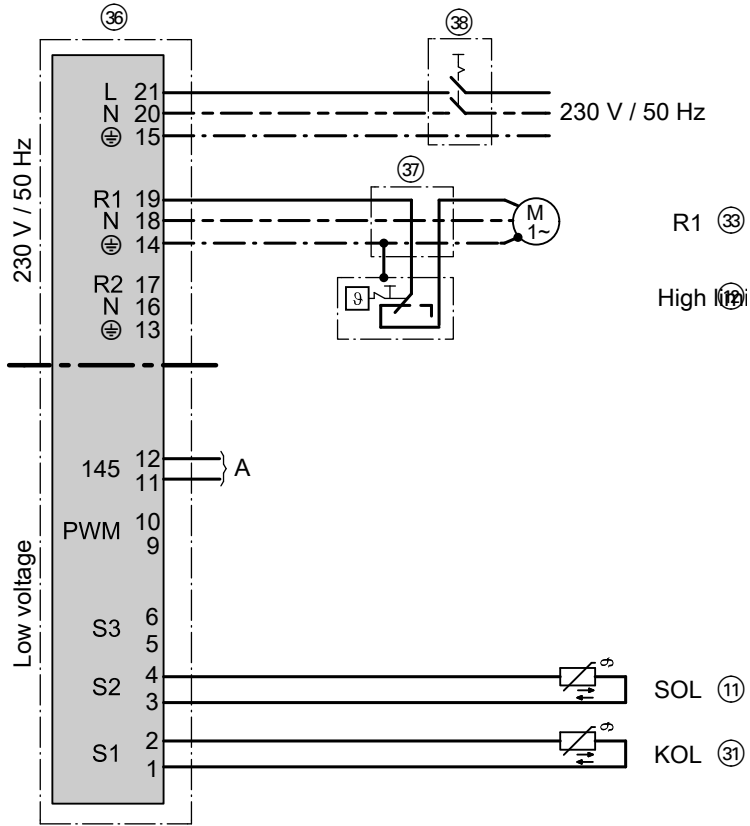 36
38
L 21
N 20
15
230 V / 50 Hz
230 V / 50 Hz
37
R1 19
N 18
14
M
1~
R1 33
R2 17
N 16
13
ϑ
High
12
145 12
11
A
PWM 10
9
Low voltage
S3 6
5
S2 4
3
ϑ
SOL 11
S1 2
1
ϑ
KOL 31